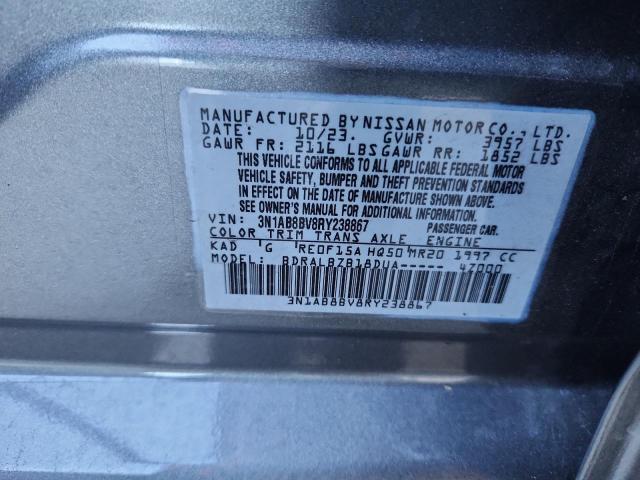 MANUFACTURED BY NISSAN MOTOR CO., LTD.
DATE: 10/23. GVWR: 3957 LBS
GAWR FR: 2116 LBS GAWR RR: 1852 LBS
THIS VEHICLE CONFORMS TO ALL APPLICABLE FEDERAL MOTOR
VEHICLE SAFETY, BUMPER AND THEFT PREVENTION STANDARDS
IN EFFECT ON THE DATE OF MANUFACTURE SHOWN ABOVE.
SEE OWNER'S MANUAL FOR ADDITIONAL INFORMATION.
VIN: 3N1AB8BV8RY238867 PASSENGER CAR.
COLOR TRIM TRANS AXLE ENGINE
KAD G RE0F15A HQ50 MR20 1997 CC
MODEL: BDRALBZB18DUA----- 47000
3N1AB8BV8RY238867